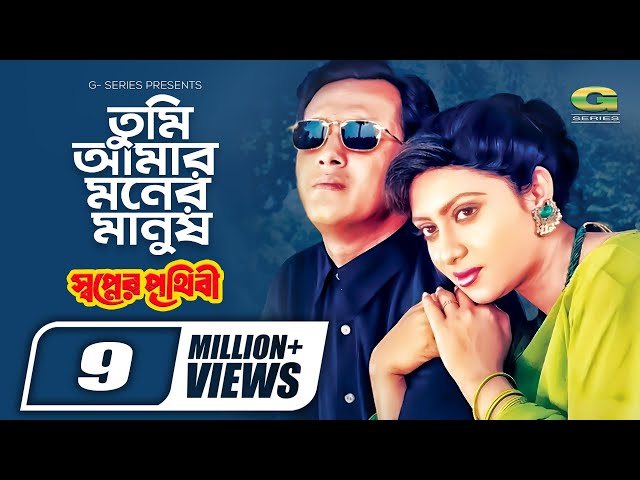 G- SERIES PRESENTS
তুমি
আমার
মনের
মানুষ
স্বপ্নের পৃথিবী
9 MILLION+
VIEWS
G
SERIES